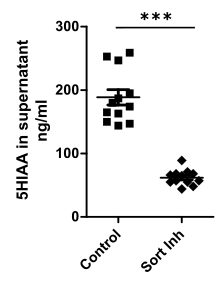 ***
300
200
100
0
5HIAA in supernatant
ng/ml
Control
Sort Inh